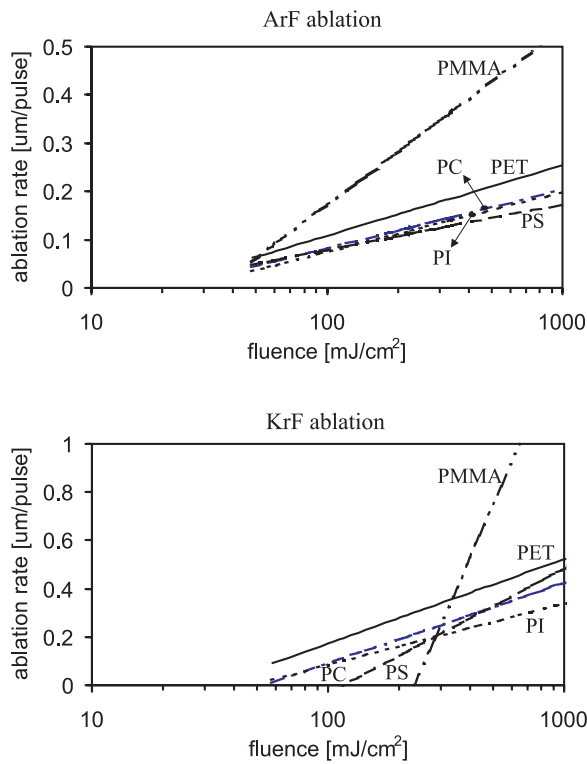 ArF ablation
0.5
PMMA
0.4
0.3
PC PET
0.2
PS
0.1
PI
0
10 100 1000
ablation rate [um/pulse]
fluence [mJ/cm2]
KrF ablation
1
PMMA
0.8
0.6
PET
0.4
PI
0.2
PC PS
0
10 100 1000
ablation rate [um/pulse]
fluence [mJ/cm2]